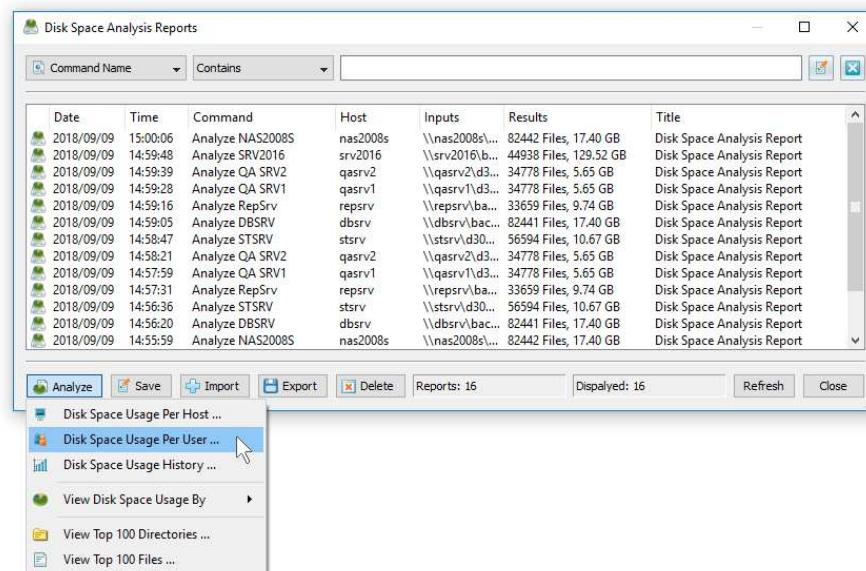 Disk Space Analysis Reports
Command Name Contains
Date Time Command Host Inputs Results Title
2018/09/09 15:00:06 Analyze NAS2008S nas2008s \\nas2008s\... 82442 Files, 17.40 GB Disk Space Analysis Report
2018/09/09 14:59:48 Analyze SRV2016 srv2016 \\srv2016\b... 44938 Files, 129.52 GB Disk Space Analysis Report
2018/09/09 14:59:39 Analyze QA SRV2 qasrv2 \\qasrv2\d3... 34778 Files, 5.65 GB Disk Space Analysis Report
2018/09/09 14:59:28 Analyze QA SRV1 qasrv1 \\qasrv1\d3... 34778 Files, 5.65 GB Disk Space Analysis Report
2018/09/09 14:59:16 Analyze RepSrv repsrv \\repsrv\ba... 33659 Files, 9.74 GB Disk Space Analysis Report
2018/09/09 14:59:05 Analyze DBSRV dbsrv \\dbsrv\bac... 82441 Files, 17.40 GB Disk Space Analysis Report
2018/09/09 14:58:47 Analyze STSRV stsrv \\stsrv\d30... 56594 Files, 10.67 GB Disk Space Analysis Report
2018/09/09 14:58:21 Analyze QA SRV2 qasrv2 \\qasrv2\d3... 34778 Files, 5.65 GB Disk Space Analysis Report
2018/09/09 14:57:59 Analyze QA SRV1 qasrv1 \\qasrv1\d3... 34778 Files, 5.65 GB Disk Space Analysis Report
2018/09/09 14:57:31 Analyze RepSrv repsrv \\repsrv\ba... 33659 Files, 9.74 GB Disk Space Analysis Report
2018/09/09 14:56:36 Analyze STSRV stsrv \\stsrv\d30... 56594 Files, 10.67 GB Disk Space Analysis Report
2018/09/09 14:56:20 Analyze DBSRV dbsrv \\dbsrv\bac... 82441 Files, 17.40 GB Disk Space Analysis Report
2018/09/09 14:55:59 Analyze NAS2008S nas2008s \\nas2008s\... 82442 Files, 17.40 GB Disk Space Analysis Report
Analyze Save Import Export Delete Reports: 16 Dispalyed: 16 Refresh Close
Disk Space Usage Per Host ...
Disk Space Usage Per User ...
Disk Space Usage History ...
View Disk Space Usage By
View Top 100 Directories ...
View Top 100 Files ...